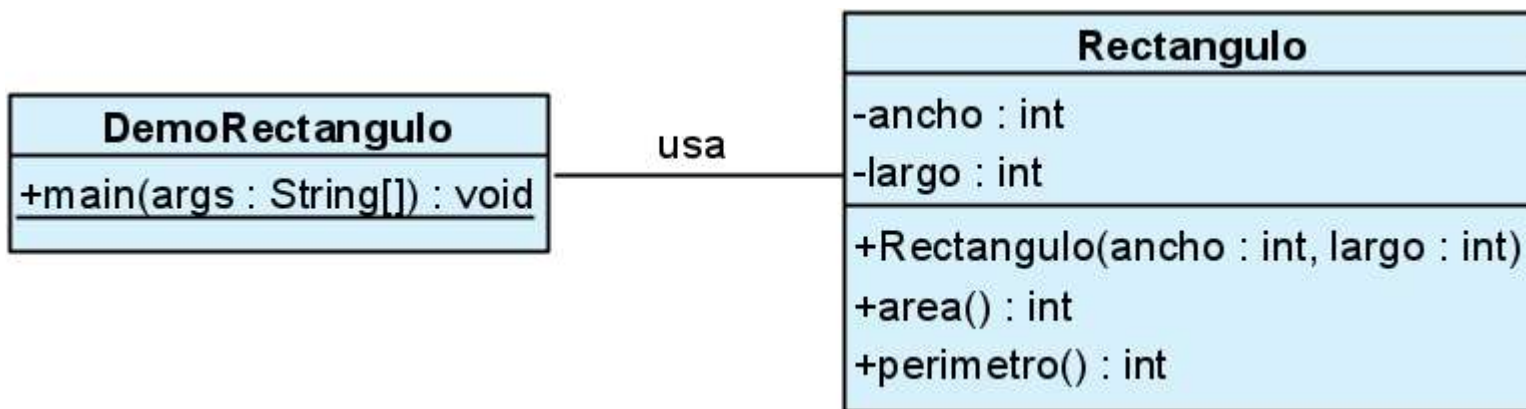 DemoRectangulo
+main(args : String[]) : void
usa
Rectangulo
-ancho : int
-largo : int
+Rectangulo(ancho : int, largo : int)
+area() : int
+perimetro() : int